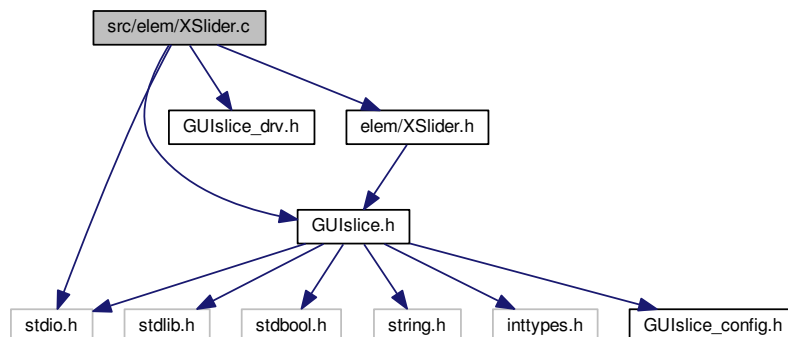 src/elem/XSlider.c
GUIslice_drv.h
elem/XSlider.h
GUIslice.h
stdio.h
stdlib.h
stdbool.h
string.h
inttypes.h
GUIslice_config.h